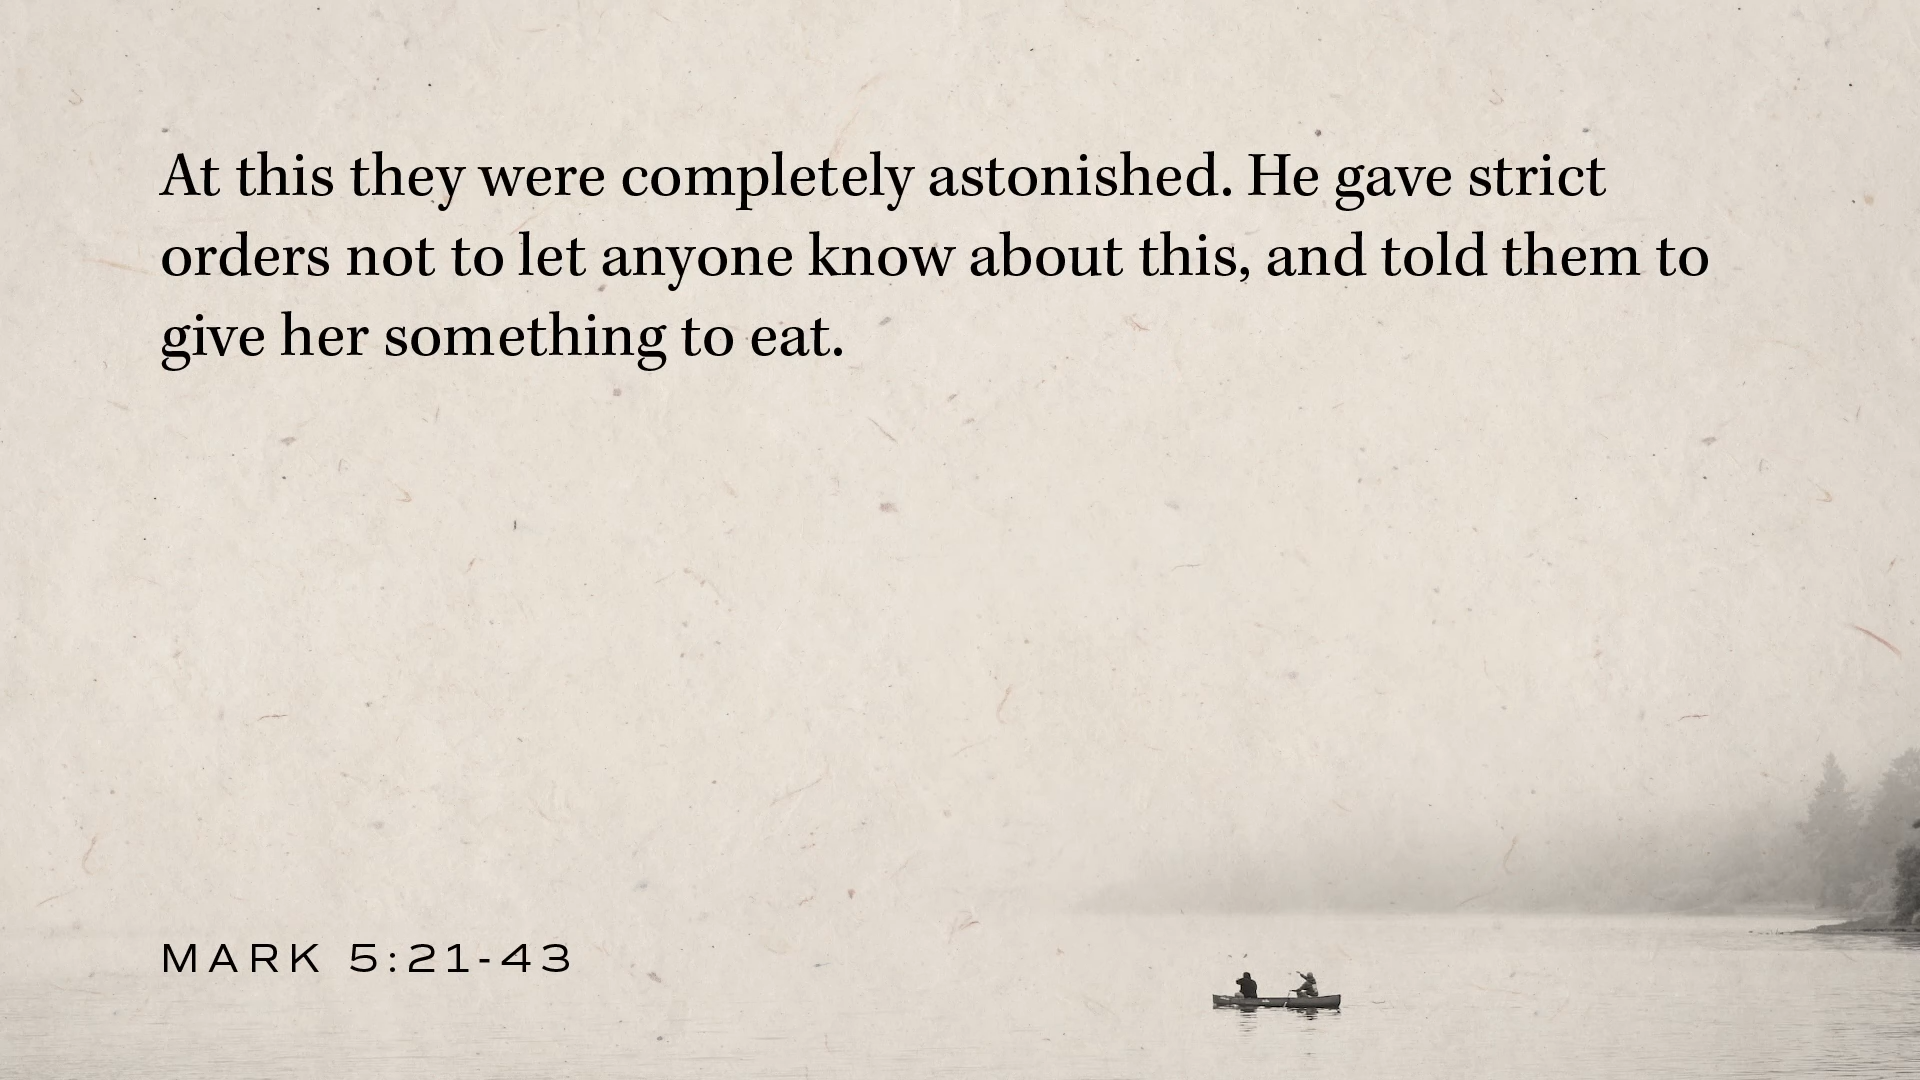 At this they were completely astonished. He gave strict
orders not to let anyone know about this, and told them to
give her something to eat.
MARK 5:21-43